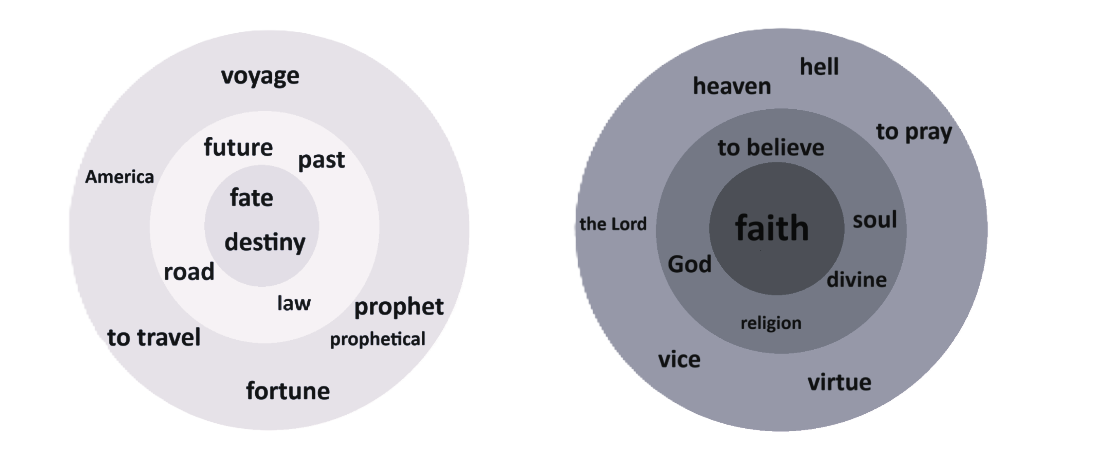 voyage
future
past
America
fate
destiny
road
law
prophet
prophetical
to travel
fortune
hell
heaven
to pray
to believe
the Lord
faith
soul
God
divine
religion
vice
virtue